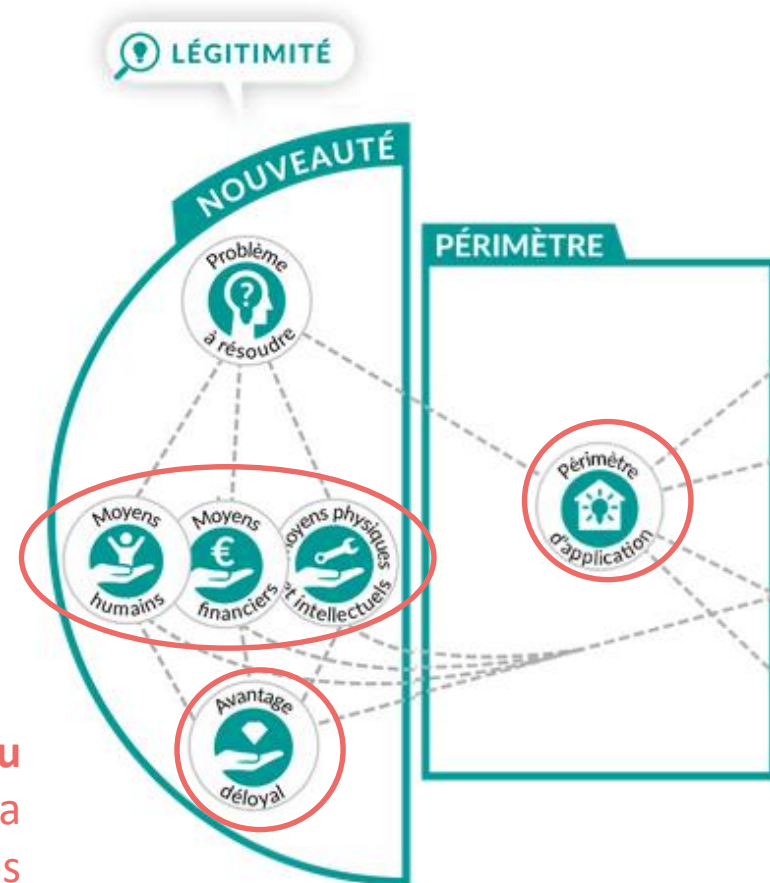 LÉGITIMITÉ
NOUVEAUTÉ
PÉRIMÈTRE
Problème
à résoudre
Périmètre
d'application
Moyens
humains
Moyens
financiers
oyens physiques
et intellectuels
Avantage
déloyal
u
a
s